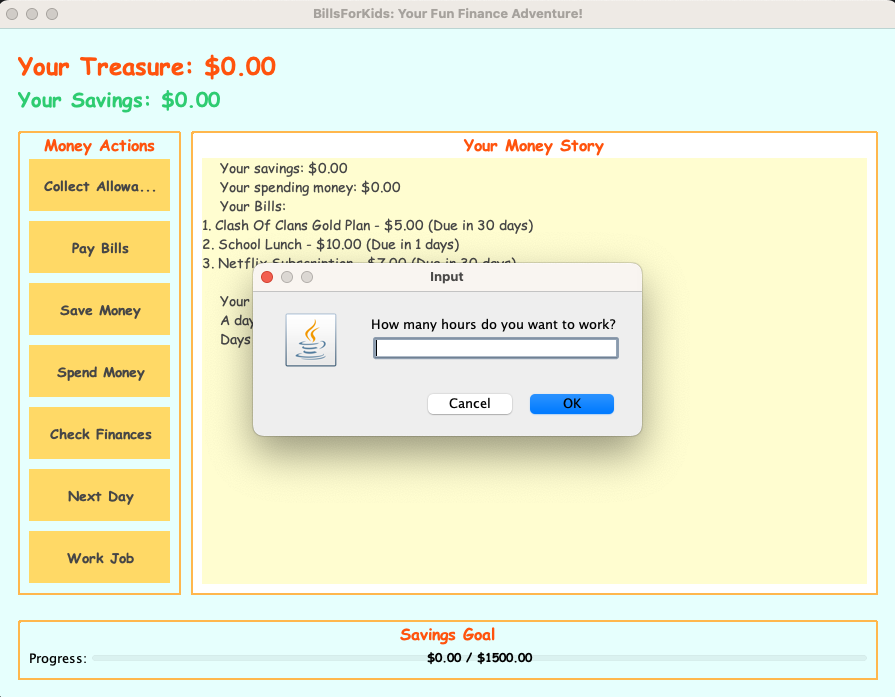 BillsForKids: Your Fun Finance Adventure!
Your Treasure: $0.00
Your Savings: $0.00
Money Actions
Collect Allowa...
Pay Bills
Save Money
Spend Money
Check Finances
Next Day
Work Job
Your Money Story
Your savings: $0.00
Your spending money: $0.00
Your Bills:
1. Clash Of Clans Gold Plan - $5.00 (Due in 30 days)
2. School Lunch - $10.00 (Due in 1 days)
3. Netflix Subscription - $7.00 (Due in 30 days)
Your
A day
Days
Input
How many hours do you want to work?
Cancel
OK
Savings Goal
Progress:
$0.00 / $1500.00